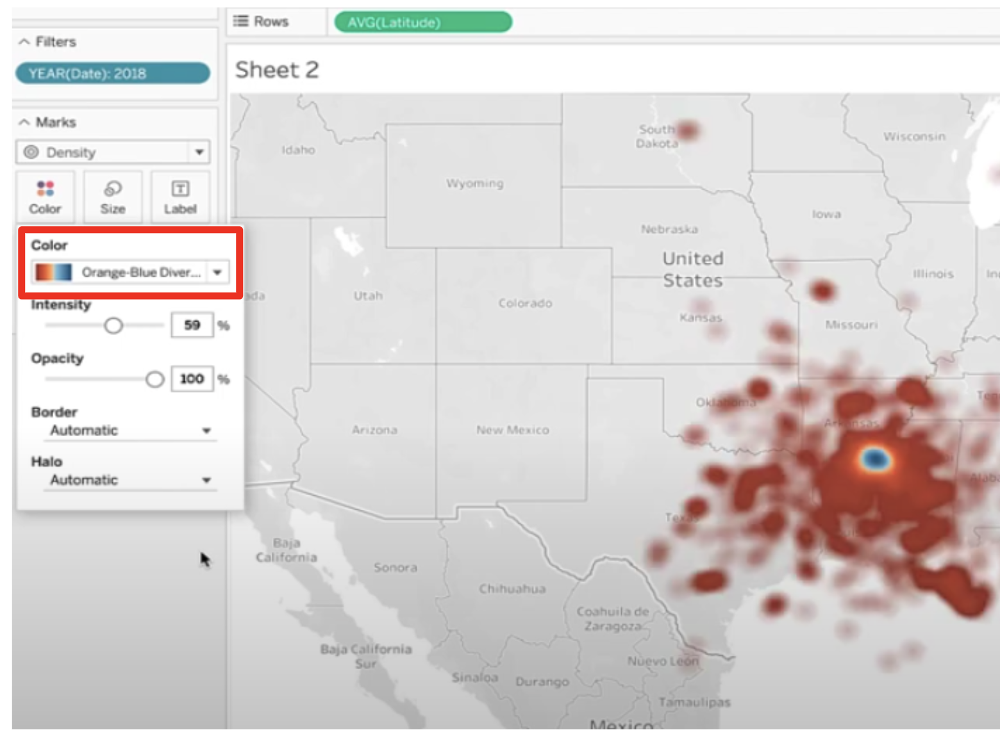 Rows
AVG(Latitude)
Filters
YEAR(Date): 2018
Sheet 2
Marks
Density
Color
Size
Label
Color
Orange-Blue Diver...
Intensity
59
%
Opacity
100
%
Border
Automatic
Halo
Automatic
South
Dakota
Wisconsin
Idaho
Wyoming
Iowa
Nebraska
United
States
Illinois
In
ada
Utah
Colorado
Kansas
Missouri
Oklahoma
Ten
Arkansas
Arizona
New Mexico
Alab
Texas
Baja
California
Sonora
Chihuahua
Coahuila de
Zaragoza
Baja California
Sur
Nuevo León
Sinaloa
Durango
Tamaulipas
Mexico